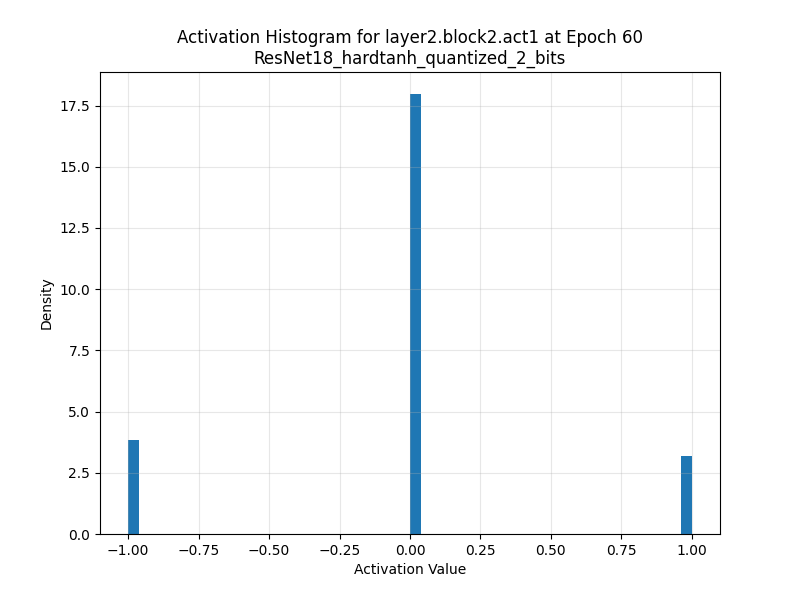 Activation Histogram for layer2.block2.act1 at Epoch 60
ResNet18_hardtanh_quantized_2_bits
17.5
15.0
12.5
10.0
7.5
5.0
2.5
0.0
Density
−1.00 −0.75 −0.50 −0.25 0.00 0.25 0.50 0.75 1.00
Activation Value